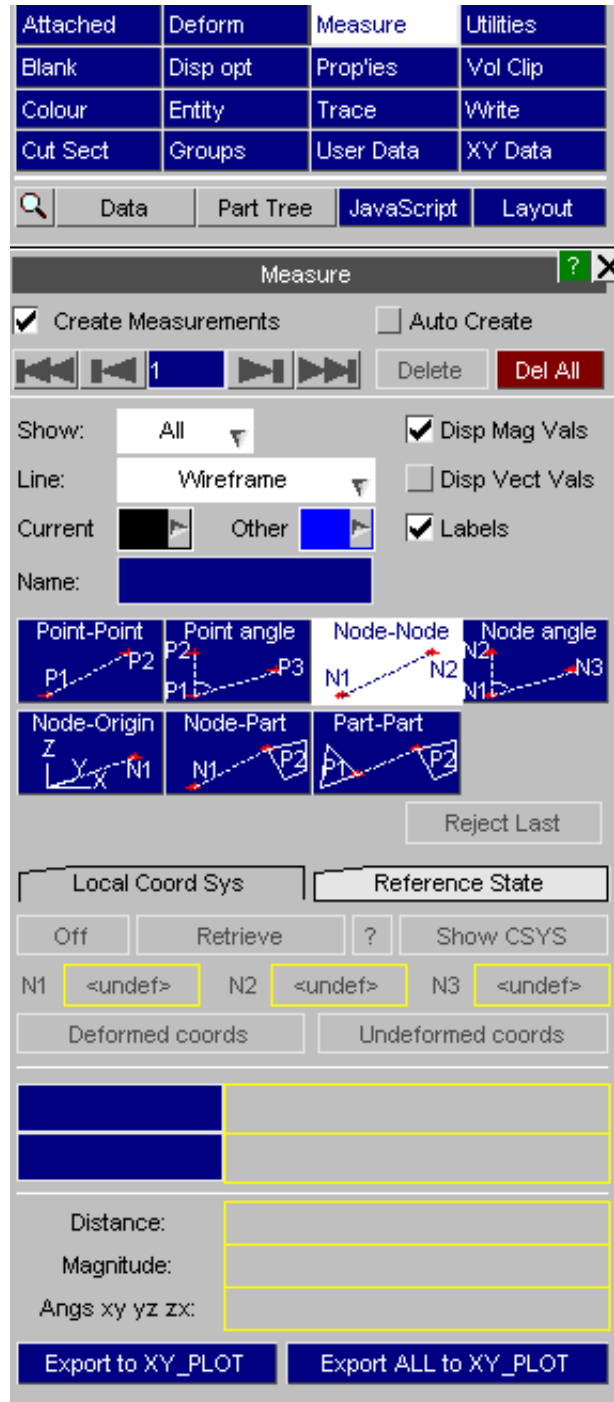 Attached Deform Measure Utilities
Blank Disp opt Prop'ies Vol Clip
Colour Entity Trace Write
Cut Sect Groups User Data XY Data
Data Part Tree JavaScript Layout
Measure ? X
Create Measurements Auto Create
1 Delete Del All
Show: All Disp Mag Vals
Line: Wireframe Disp Vect Vals
Current Other Labels
Name:
Point-Point Point angle Node-Node Node angle
P1 P2 P2 P1 P3 N1 N2 N2 N1 N3
Node-Origin Node-Part Part-Part
Z Y X N1 N1 P2 P1 P2
Reject Last
Local Coord Sys Reference State
Off Retrieve ? Show CSYS
N1 <undef> N2 <undef> N3 <undef>
Deformed coords Undeformed coords
Distance:
Magnitude:
Angs xy yz zx:
Export to XY_PLOT Export ALL to XY_PLOT